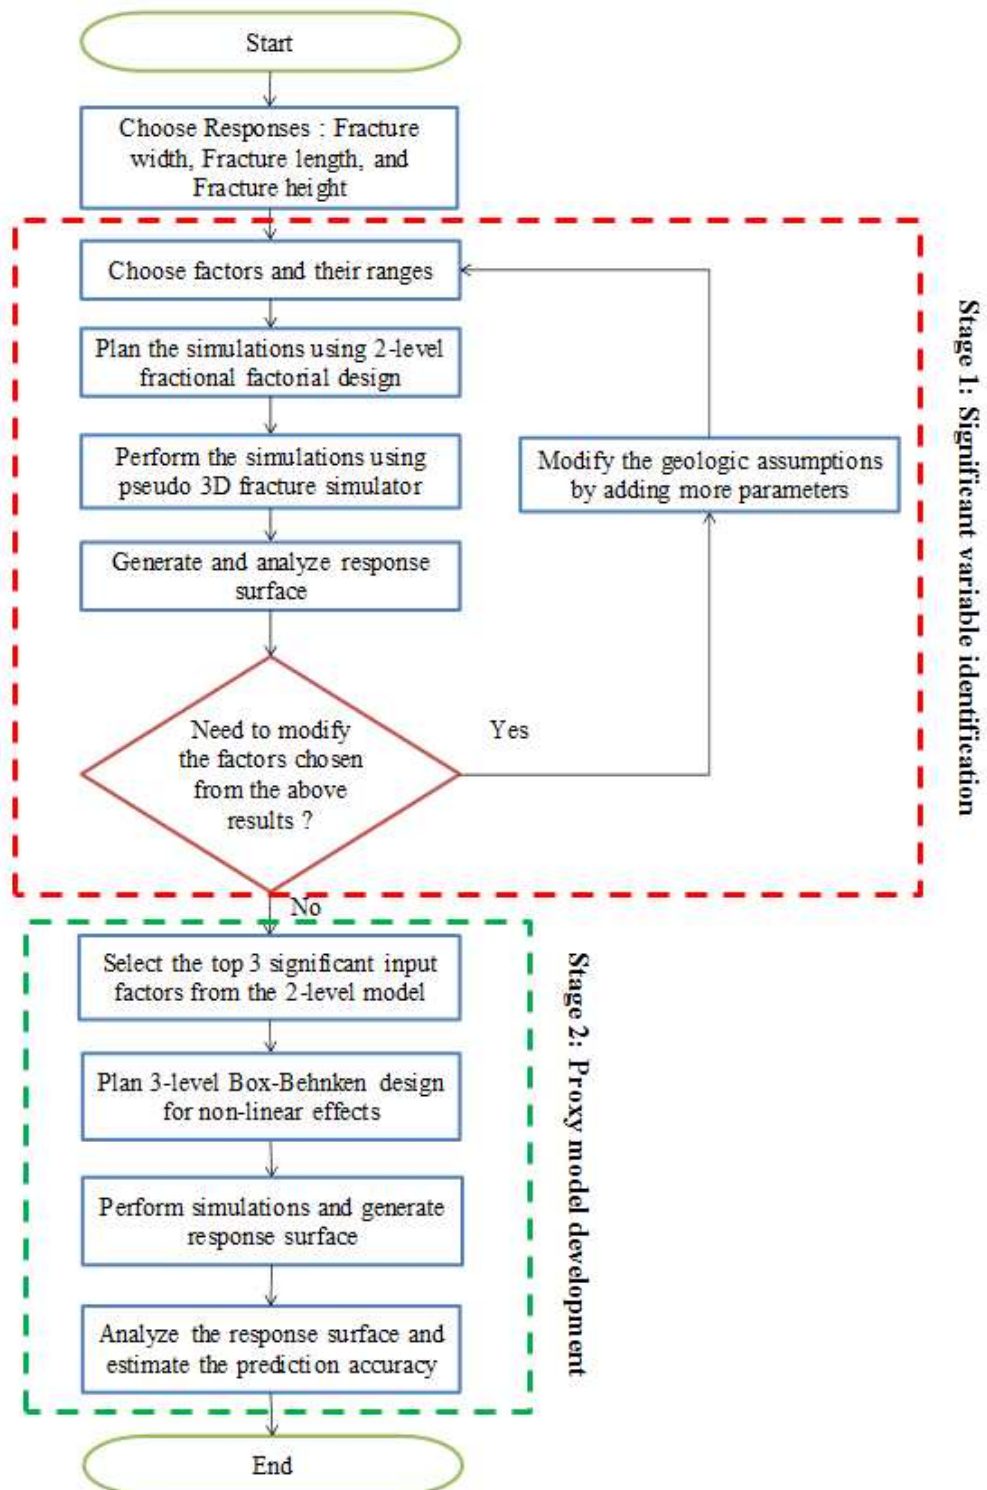 Start
Choose Responses : Fracture
width, Fracture length, and
Fracture height
Choose factors and their ranges
Plan the simulations using 2-level
fractional factorial design
Perform the simulations using
pseudo 3D fracture simulator
Modify the geologic assumptions
by adding more parameters
Generate and analyze response
surface
Need to modify
the factors chosen
from the above
results ?
Yes
No
Stage 1: Significant variable identification
Select the top 3 significant input
factors from the 2-level model
Plan 3-level Box-Behnken design
for non-linear effects
Perform simulations and generate
response surface
Analyze the response surface and
estimate the prediction accuracy
Stage 2: Proxy model development
End